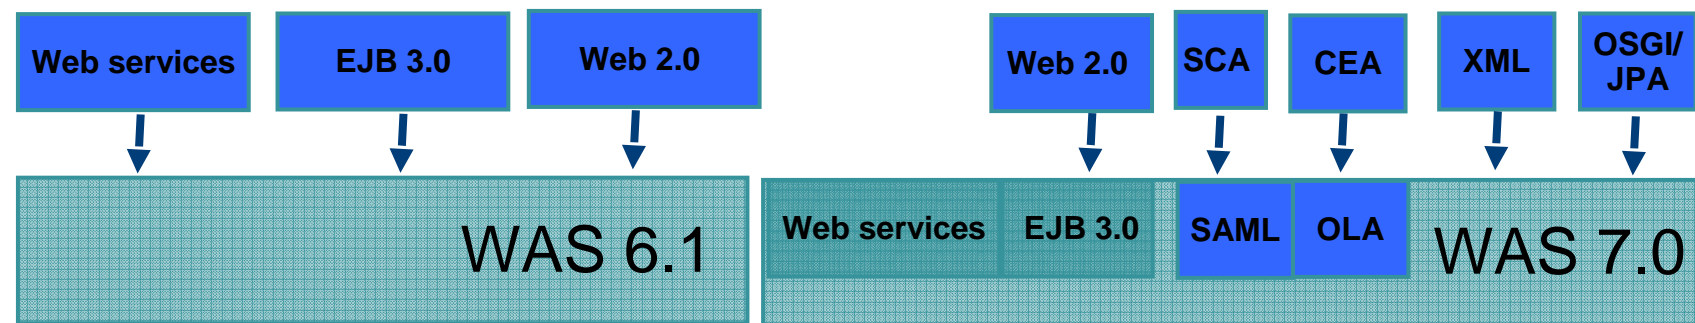 Web services
EJB 3.0
Web 2.0
WAS 6.1
Web 2.0
SCA
CEA
XML
OSGI/
JPA
Web services
EJB 3.0
SAML
OLA
WAS 7.0